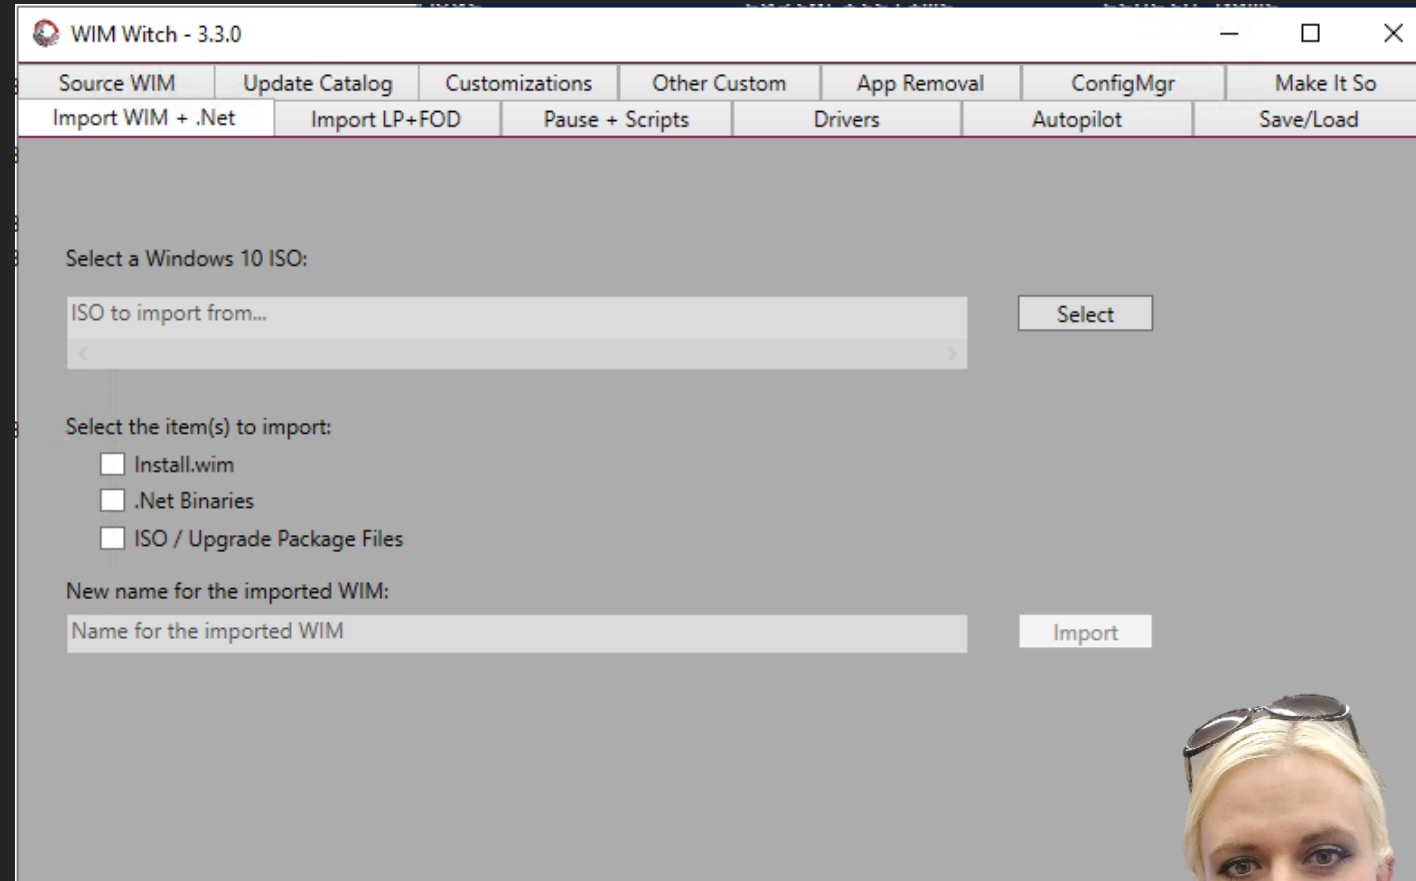 WIM Witch - 3.3.0
Source WIM Update Catalog Customizations Other Custom App Removal ConfigMgr Make It So
Import WIM + .Net Import LP+FOD Pause + Scripts Drivers Autopilot Save/Load
Select a Windows 10 ISO:
ISO to import from... Select
Select the item(s) to import:
Install.wim
.Net Binaries
ISO / Upgrade Package Files
New name for the imported WIM:
Name for the imported WIM Import